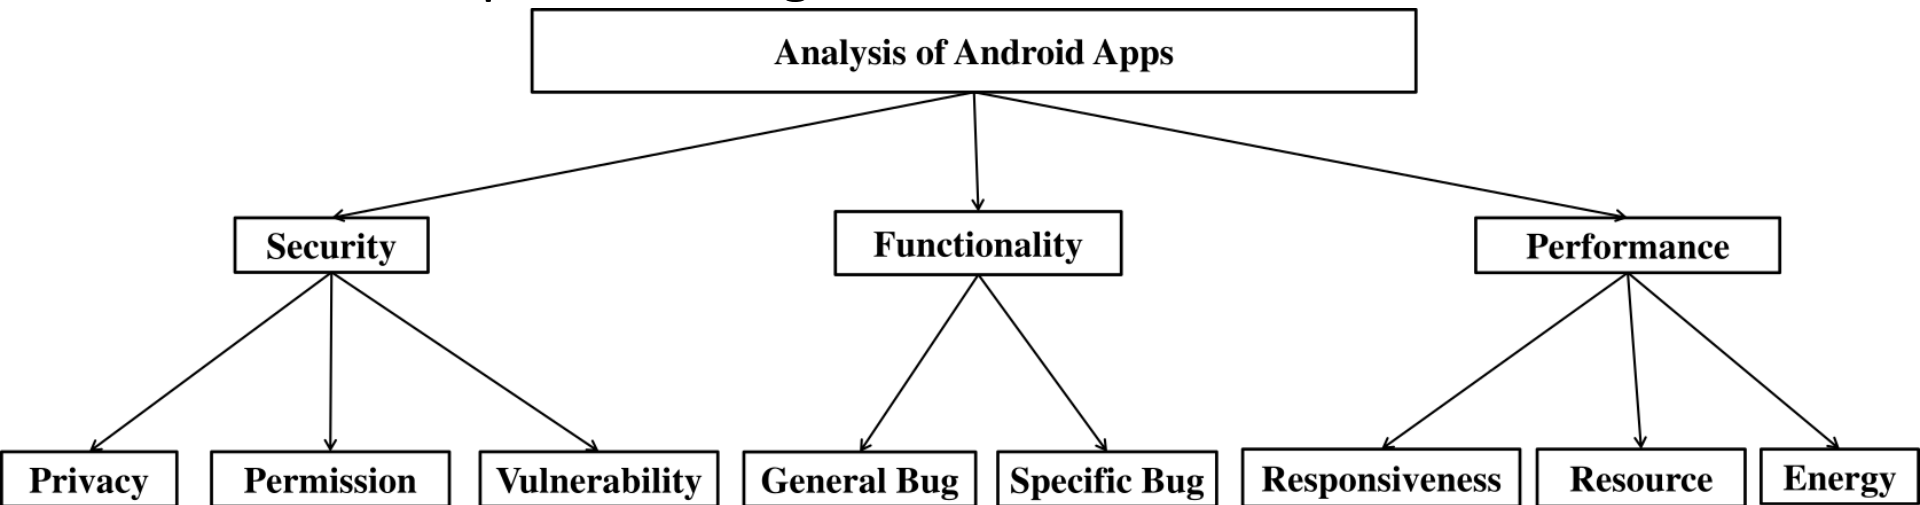 Analysis of Android Apps
Security
Functionality
Performance
Privacy
Permission
Vulnerability
General Bug
Specific Bug
Responsiveness
Resource
Energy